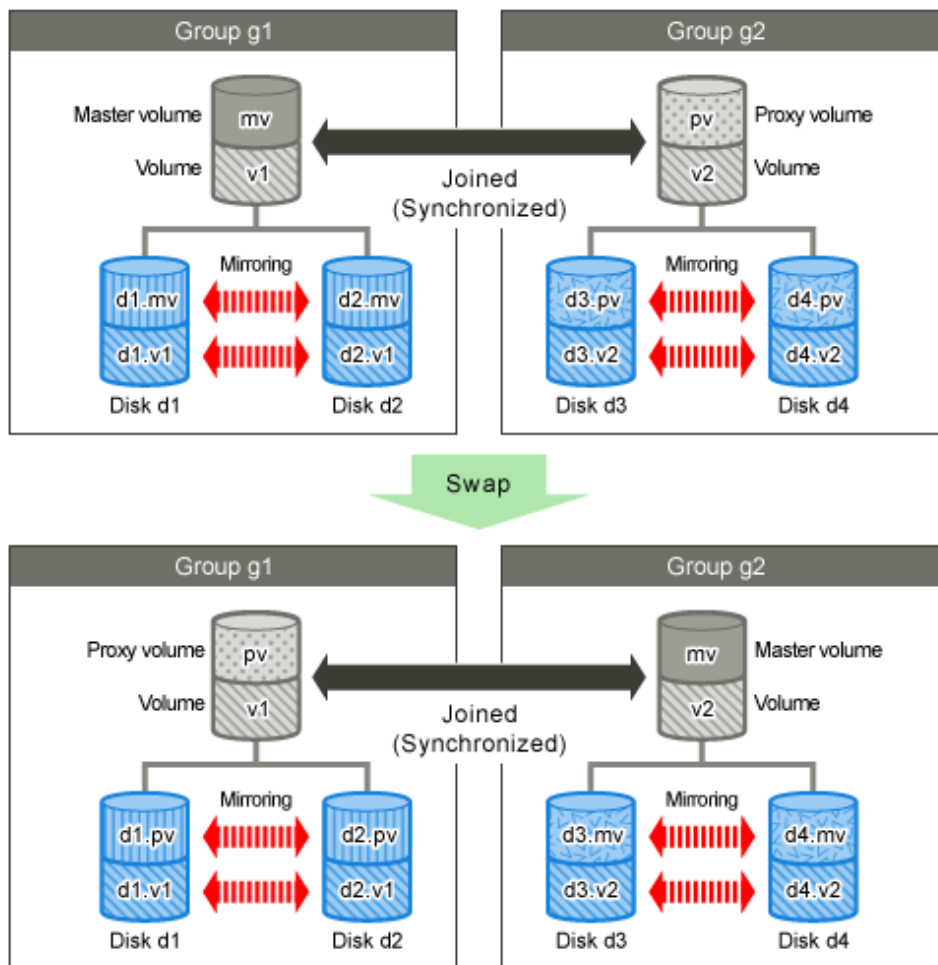 Group g1
Group g2
Master volume
mv
pv
Proxy volume
Volume
v1
v2
Volume
Joined
(Synchronized)
Mirroring
Mirroring
d1.mv
d2.mv
d3.pv
d4.pv
d1.v1
d2.v1
d3.v2
d4.v2
Disk d1
Disk d2
Disk d3
Disk d4
Swap
Group g1
Group g2
Proxy volume
pv
mv
Master volume
Volume
v1
v2
Volume
Joined
(Synchronized)
Mirroring
Mirroring
d1.pv
d2.pv
d3.mv
d4.mv
d1.v1
d2.v1
d3.v2
d4.v2
Disk d1
Disk d2
Disk d3
Disk d4